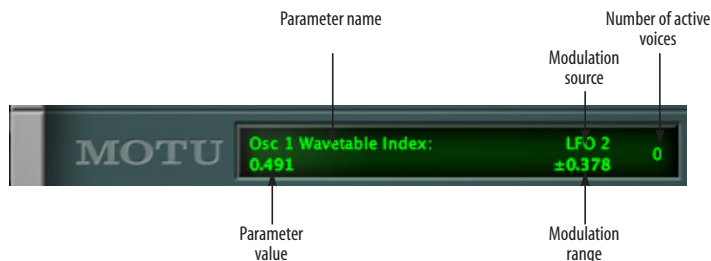 Parameter name
Number of active
voices
Modulation
source
MOTU
Osc 1 Wavetable Index:
LFO 2
0.491
±0.378
0
Parameter
value
Modulation
range